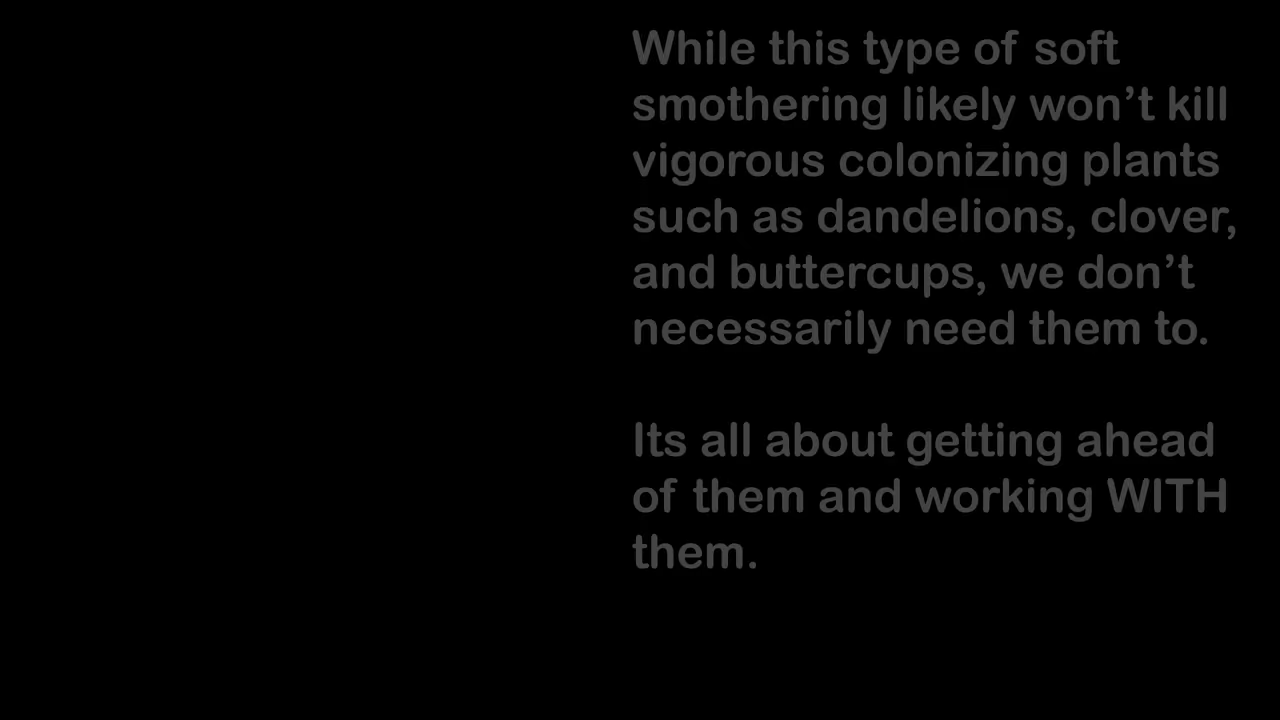 While this type of soft
smothering likely won’t kill
vigorous colonizing plants
such as dandelions, clover,
and buttercups, we don’t
necessarily need them to.
Its all about getting ahead
of them and working WITH
them.